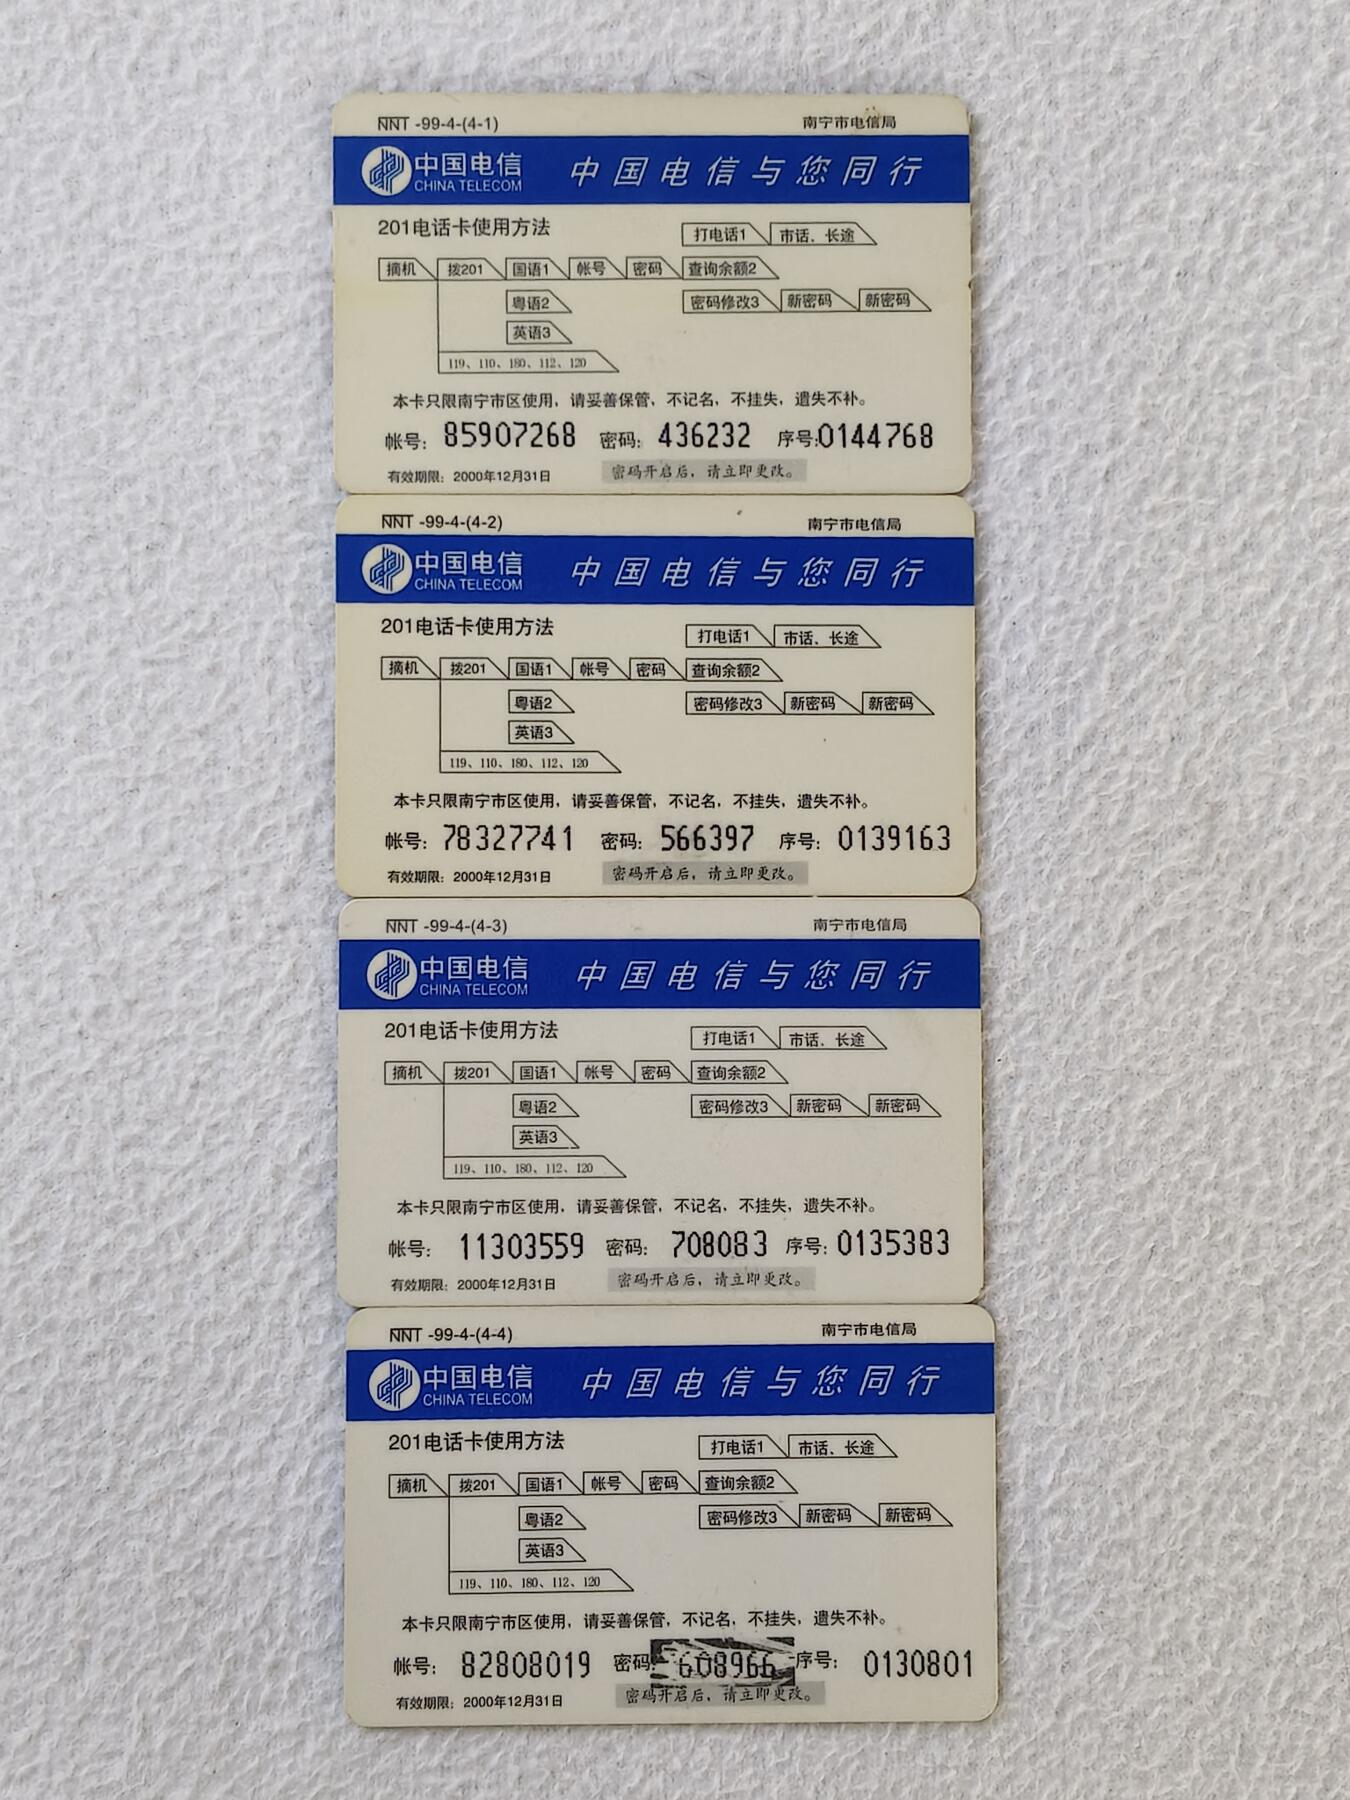 NNT -99-4-(4-1) 南宁市电信局
中国电信 中国电信与您同行
CHINA TELECOM
201电话卡使用方法
打电话1 市话、长途
摘机 拨201 国语1 帐号 密码 查询余额2
粤语2 密码修改3 新密码 新密码
英语3
119、110、180、112、120
本卡只限南宁市区使用，请妥善保管，不记名，不挂失，遗失不补。
帐号：85907268 密码：436232 序号:0144768
有效期限：2000年12月31日 密码开启后，请立即更改。
NNT -99-4-(4-2) 南宁市电信局
中国电信 中国电信与您同行
CHINA TELECOM
201电话卡使用方法
打电话1 市话、长途
摘机 拨201 国语1 帐号 密码 查询余额2
粤语2 密码修改3 新密码 新密码
英语3
119、110、180、112、120
本卡只限南宁市区使用，请妥善保管，不记名，不挂失，遗失不补。
帐号：78327741 密码：566397 序号：0139163
有效期限：2000年12月31日 密码开启后，请立即更改。
NNT -99-4-(4-3) 南宁市电信局
中国电信 中国电信与您同行
CHINA TELECOM
201电话卡使用方法
打电话1 市话、长途
摘机 拨201 国语1 帐号 密码 查询余额2
粤语2 密码修改3 新密码 新密码
英语3
119、110、180、112、120
本卡只限南宁市区使用，请妥善保管，不记名，不挂失，遗失不补。
帐号：11303559 密码：708083 序号：0135383
有效期限：2000年12月31日 密码开启后，请立即更改。
NNT -99-4-(4-4) 南宁市电信局
中国电信 中国电信与您同行
CHINA TELECOM
201电话卡使用方法
打电话1 市话、长途
摘机 拨201 国语1 帐号 密码 查询余额2
粤语2 密码修改3 新密码 新密码
英语3
119、110、180、112、120
本卡只限南宁市区使用，请妥善保管，不记名，不挂失，遗失不补。
帐号：82808019 密码：608966 序号：0130801
有效期限：2000年12月31日 密码开启后，请立即更改。